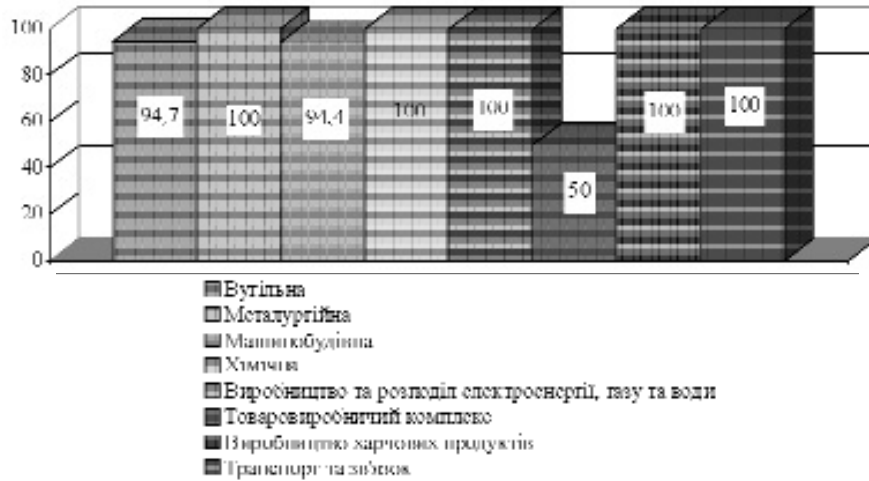 100
80
60
40
20
0
94,7 100 94,4 100 100 50 100 100
Вугільна
Металургійна
Машинобудівна
Хімічна
Виробництво та розподіл електроенергії, газу та води
Товаровиробничий комплекс
Виробництво харчових продуктів
Транспорт та зв'язок